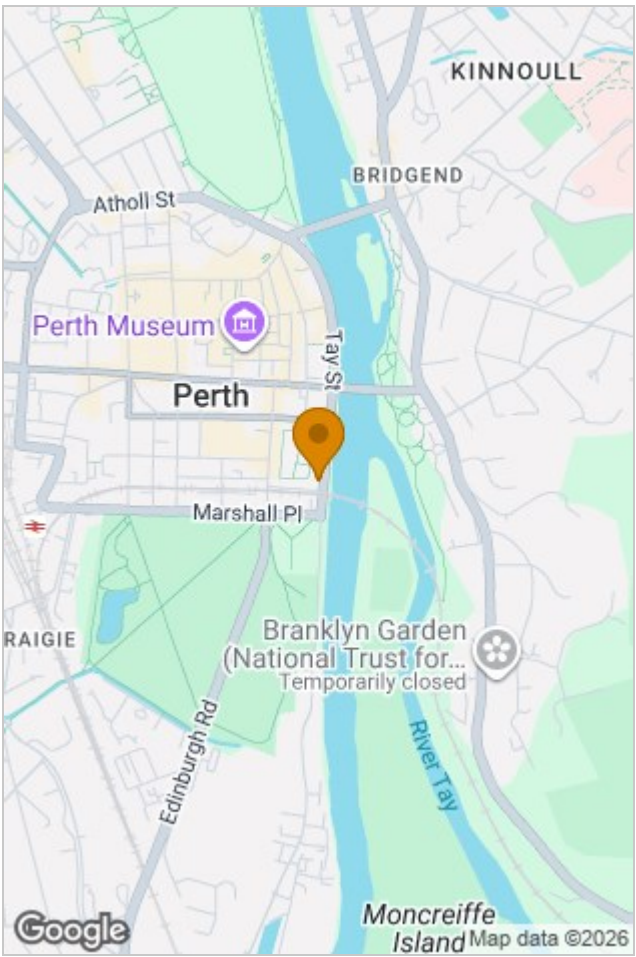 KINNOULL
BRIDGEND
Atholl St
Perth Museum
Tay St
Perth
Marshall Pl
RAIGIE
Branklyn Garden
(National Trust for...
Temporarily closed
Edinburgh Rd
River Tay
Moncreiffe
Island
Google
Map data ©2026